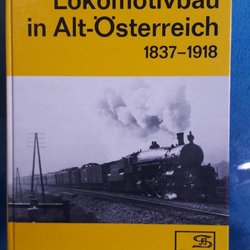 Lokomotivbau
in Alt-Österreich
1837–1918